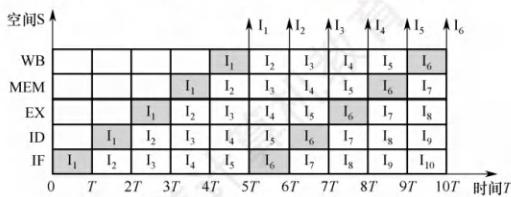 空间S I₁ I₂ I₃ I₄ I₅ I₆
WB I₁ I₂ I₃ I₄ I₅ I₆
MEM I₁ I₂ I₃ I₄ I₅ I₆ I₇
EX I₁ I₂ I₃ I₄ I₅ I₆ I₇ I₈
ID I₁ I₂ I₃ I₄ I₅ I₆ I₇ I₈ I₉
IF I₁ I₂ I₃ I₄ I₅ I₆ I₇ I₈ I₉ I₁₀
0 T 2T 3T 4T 5T 6T 7T 8T 9T 10T 时间T